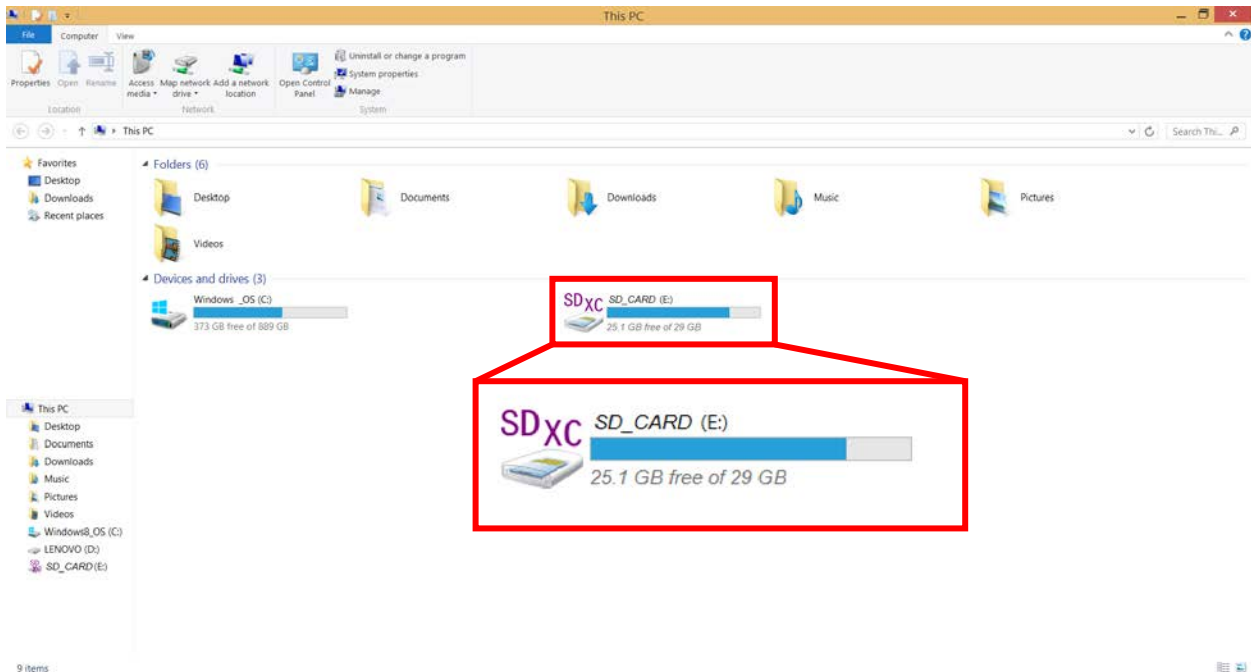 This PC
File Computer View
Properties Open Rename Access media Map network drive Add a network location Open Control Panel
Uninstall or change a program
System properties
Manage
Location Network System
This PC
Search Thi...
Favorites
Desktop
Downloads
Recent places
Folders (6)
Desktop Documents Downloads Music Pictures
Videos
Devices and drives (3)
Windows _OS (C:)
373 GB free of 889 GB
SDXC SD_CARD (E:)
25.1 GB free of 29 GB
SDXC SD_CARD (E:)
25.1 GB free of 29 GB
This PC
Desktop
Documents
Downloads
Music
Pictures
Videos
Windows8_OS (C:)
LENOVO (D:)
SD_CARD(E:)
9 items